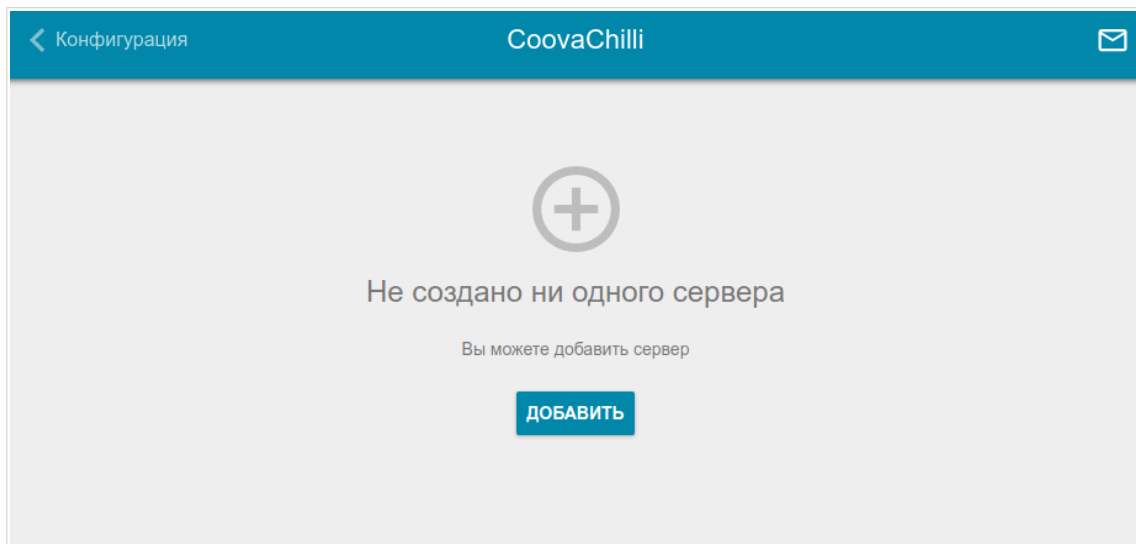 Конфигурация
CoovaChilli
Не создано ни одного сервера
Вы можете добавить сервер
ДОБАВИТЬ